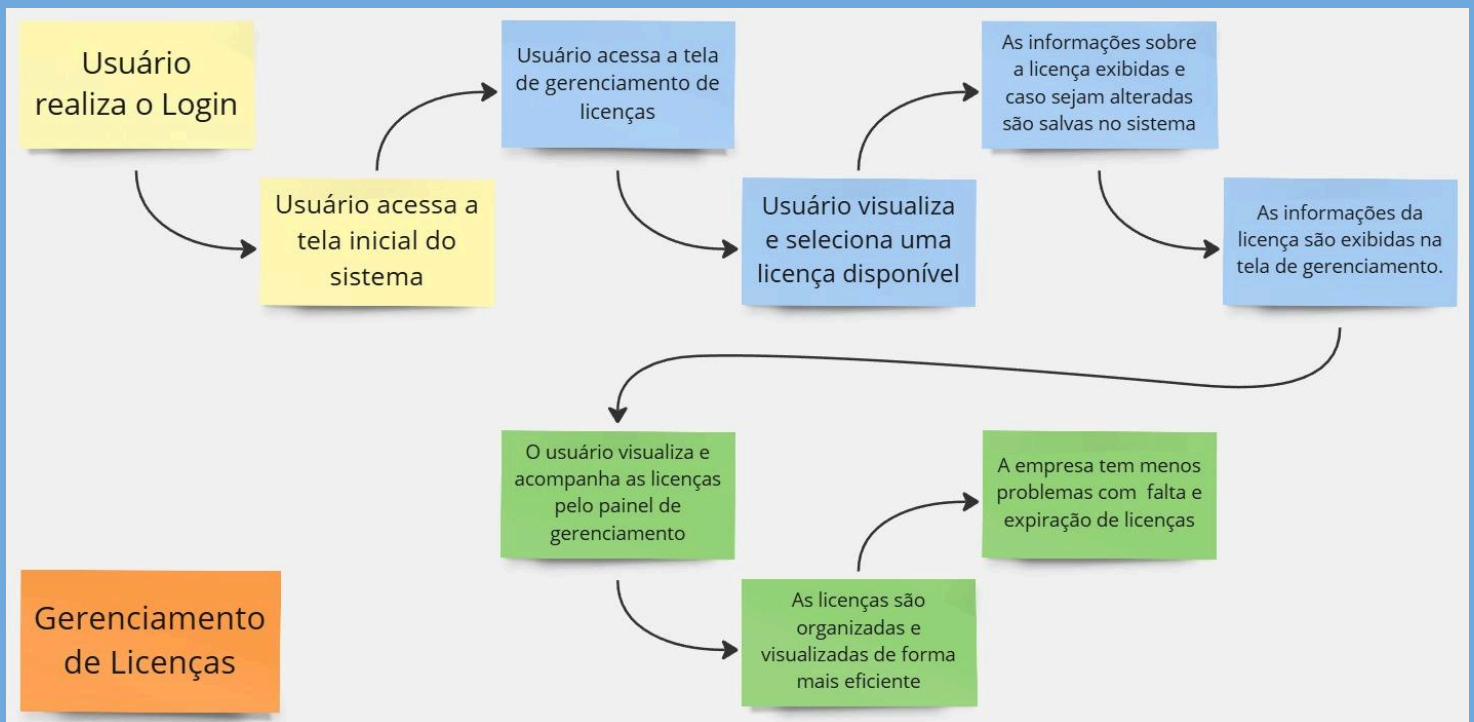 Usuário
realiza o Login
Usuário acessa a
tela inicial do
sistema
Usuário acessa a tela
de gerenciamento de
licenças
Usuário visualiza
e seleciona uma
licença disponível
As informações sobre
a licença exibidas e
caso sejam alteradas
são salvas no sistema
As informações da
licença são exibidas na
tela de gerenciamento.
O usuário visualiza e
acompanha as licenças
pelo painel de
gerenciamento
As licenças são
organizadas e
visualizadas de forma
mais eficiente
A empresa tem menos
problemas com falta e
expiração de licenças
Gerenciamento
de Licenças